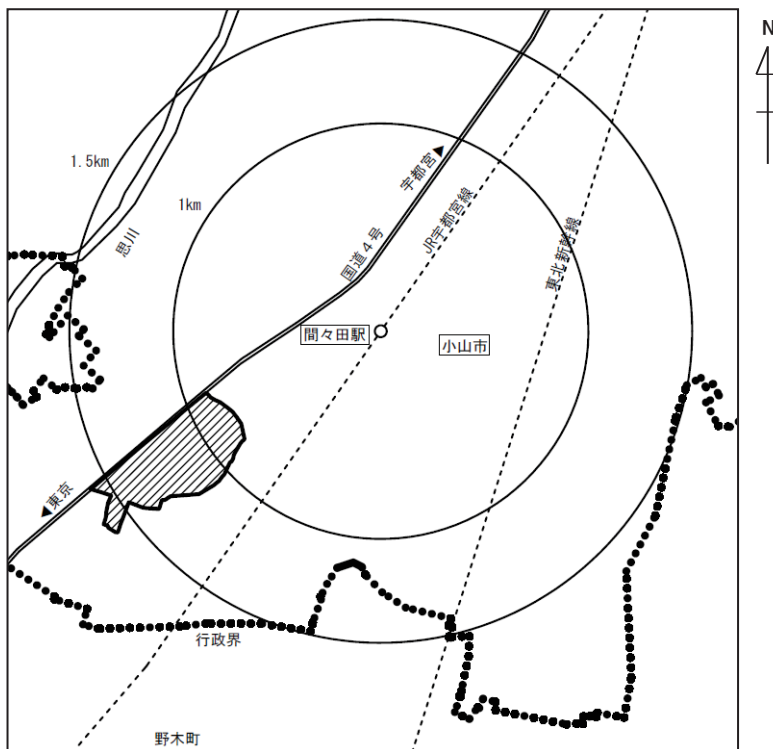 N
1.5km
1km
思川
宇都宮▲
国道4号
JR宇都宮線
東北新幹線
間々田駅
小山市
▲東京
行政界
野木町